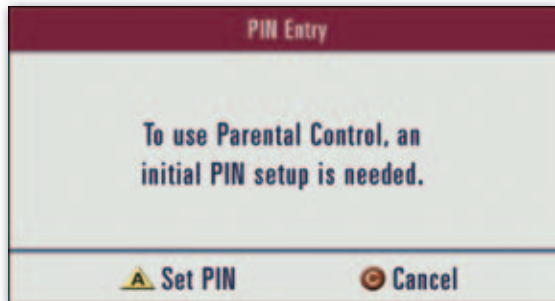 PIN Entry
To use Parental Control, an
initial PIN setup is needed.
A Set PIN C Cancel